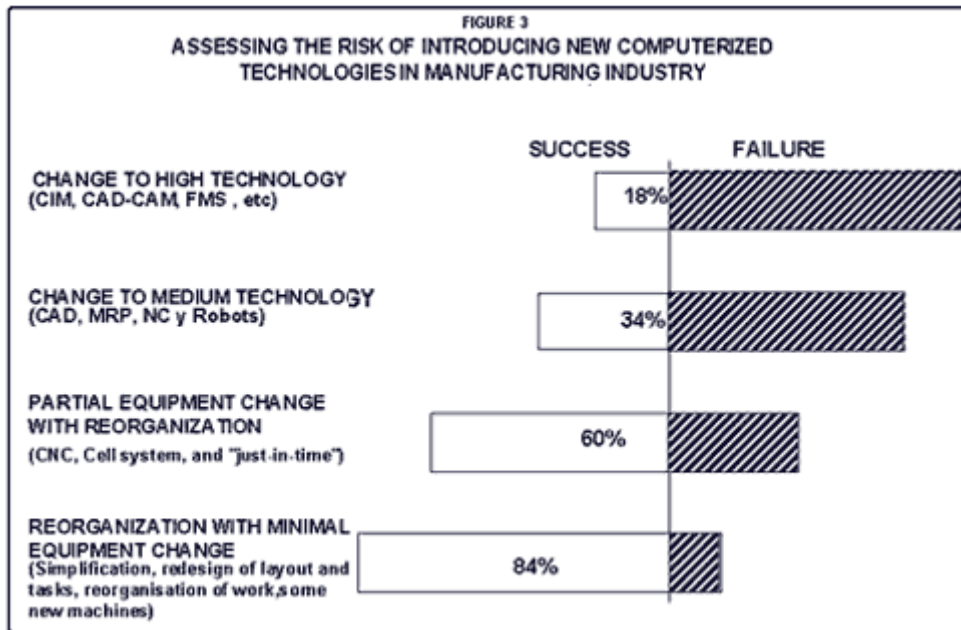 FIGURE 3
ASSESSING THE RISK OF INTRODUCING NEW COMPUTERIZED
TECHNOLOGIES IN MANUFACTURING INDUSTRY
SUCCESS FAILURE
CHANGE TO HIGH TECHNOLOGY
(CIM, CAD-CAM, FMS , etc)
18%
CHANGE TO MEDIUM TECHNOLOGY
(CAD, MRP, NC y Robots)
34%
PARTIAL EQUIPMENT CHANGE
WITH REORGANIZATION
(CNC, Cell system, and "just-in-time")
60%
REORGANIZATION WITH MINIMAL
EQUIPMENT CHANGE
(Simplification, redesign of layout and
tasks, reorganisation of work,some
new machines)
84%